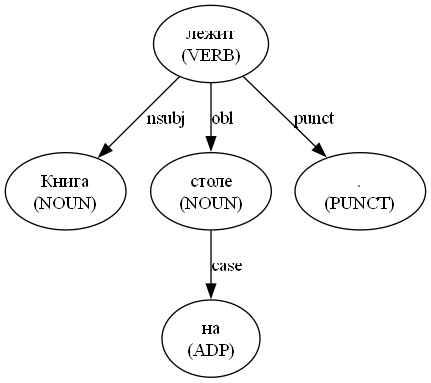 лежит
(VERB)
nsubj
obl
punct
Книга
(NOUN)
столе
(NOUN)
.
(PUNCT)
case
на
(ADP)